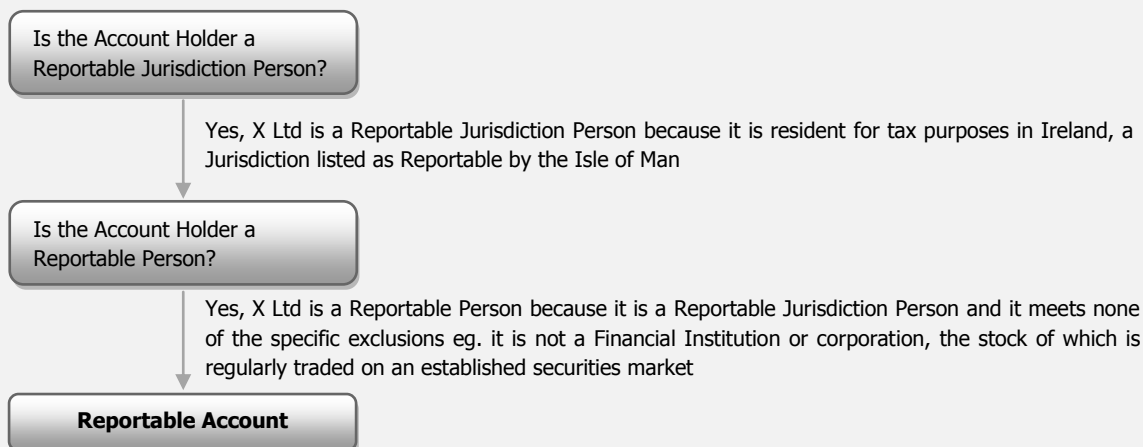 Is the Account Holder a
Reportable Jurisdiction Person?
Yes, X Ltd is a Reportable Jurisdiction Person because it is resident for tax purposes in Ireland, a
Jurisdiction listed as Reportable by the Isle of Man
Is the Account Holder a
Reportable Person?
Yes, X Ltd is a Reportable Person because it is a Reportable Jurisdiction Person and it meets none
of the specific exclusions eg. it is not a Financial Institution or corporation, the stock of which is
regularly traded on an established securities market
Reportable Account